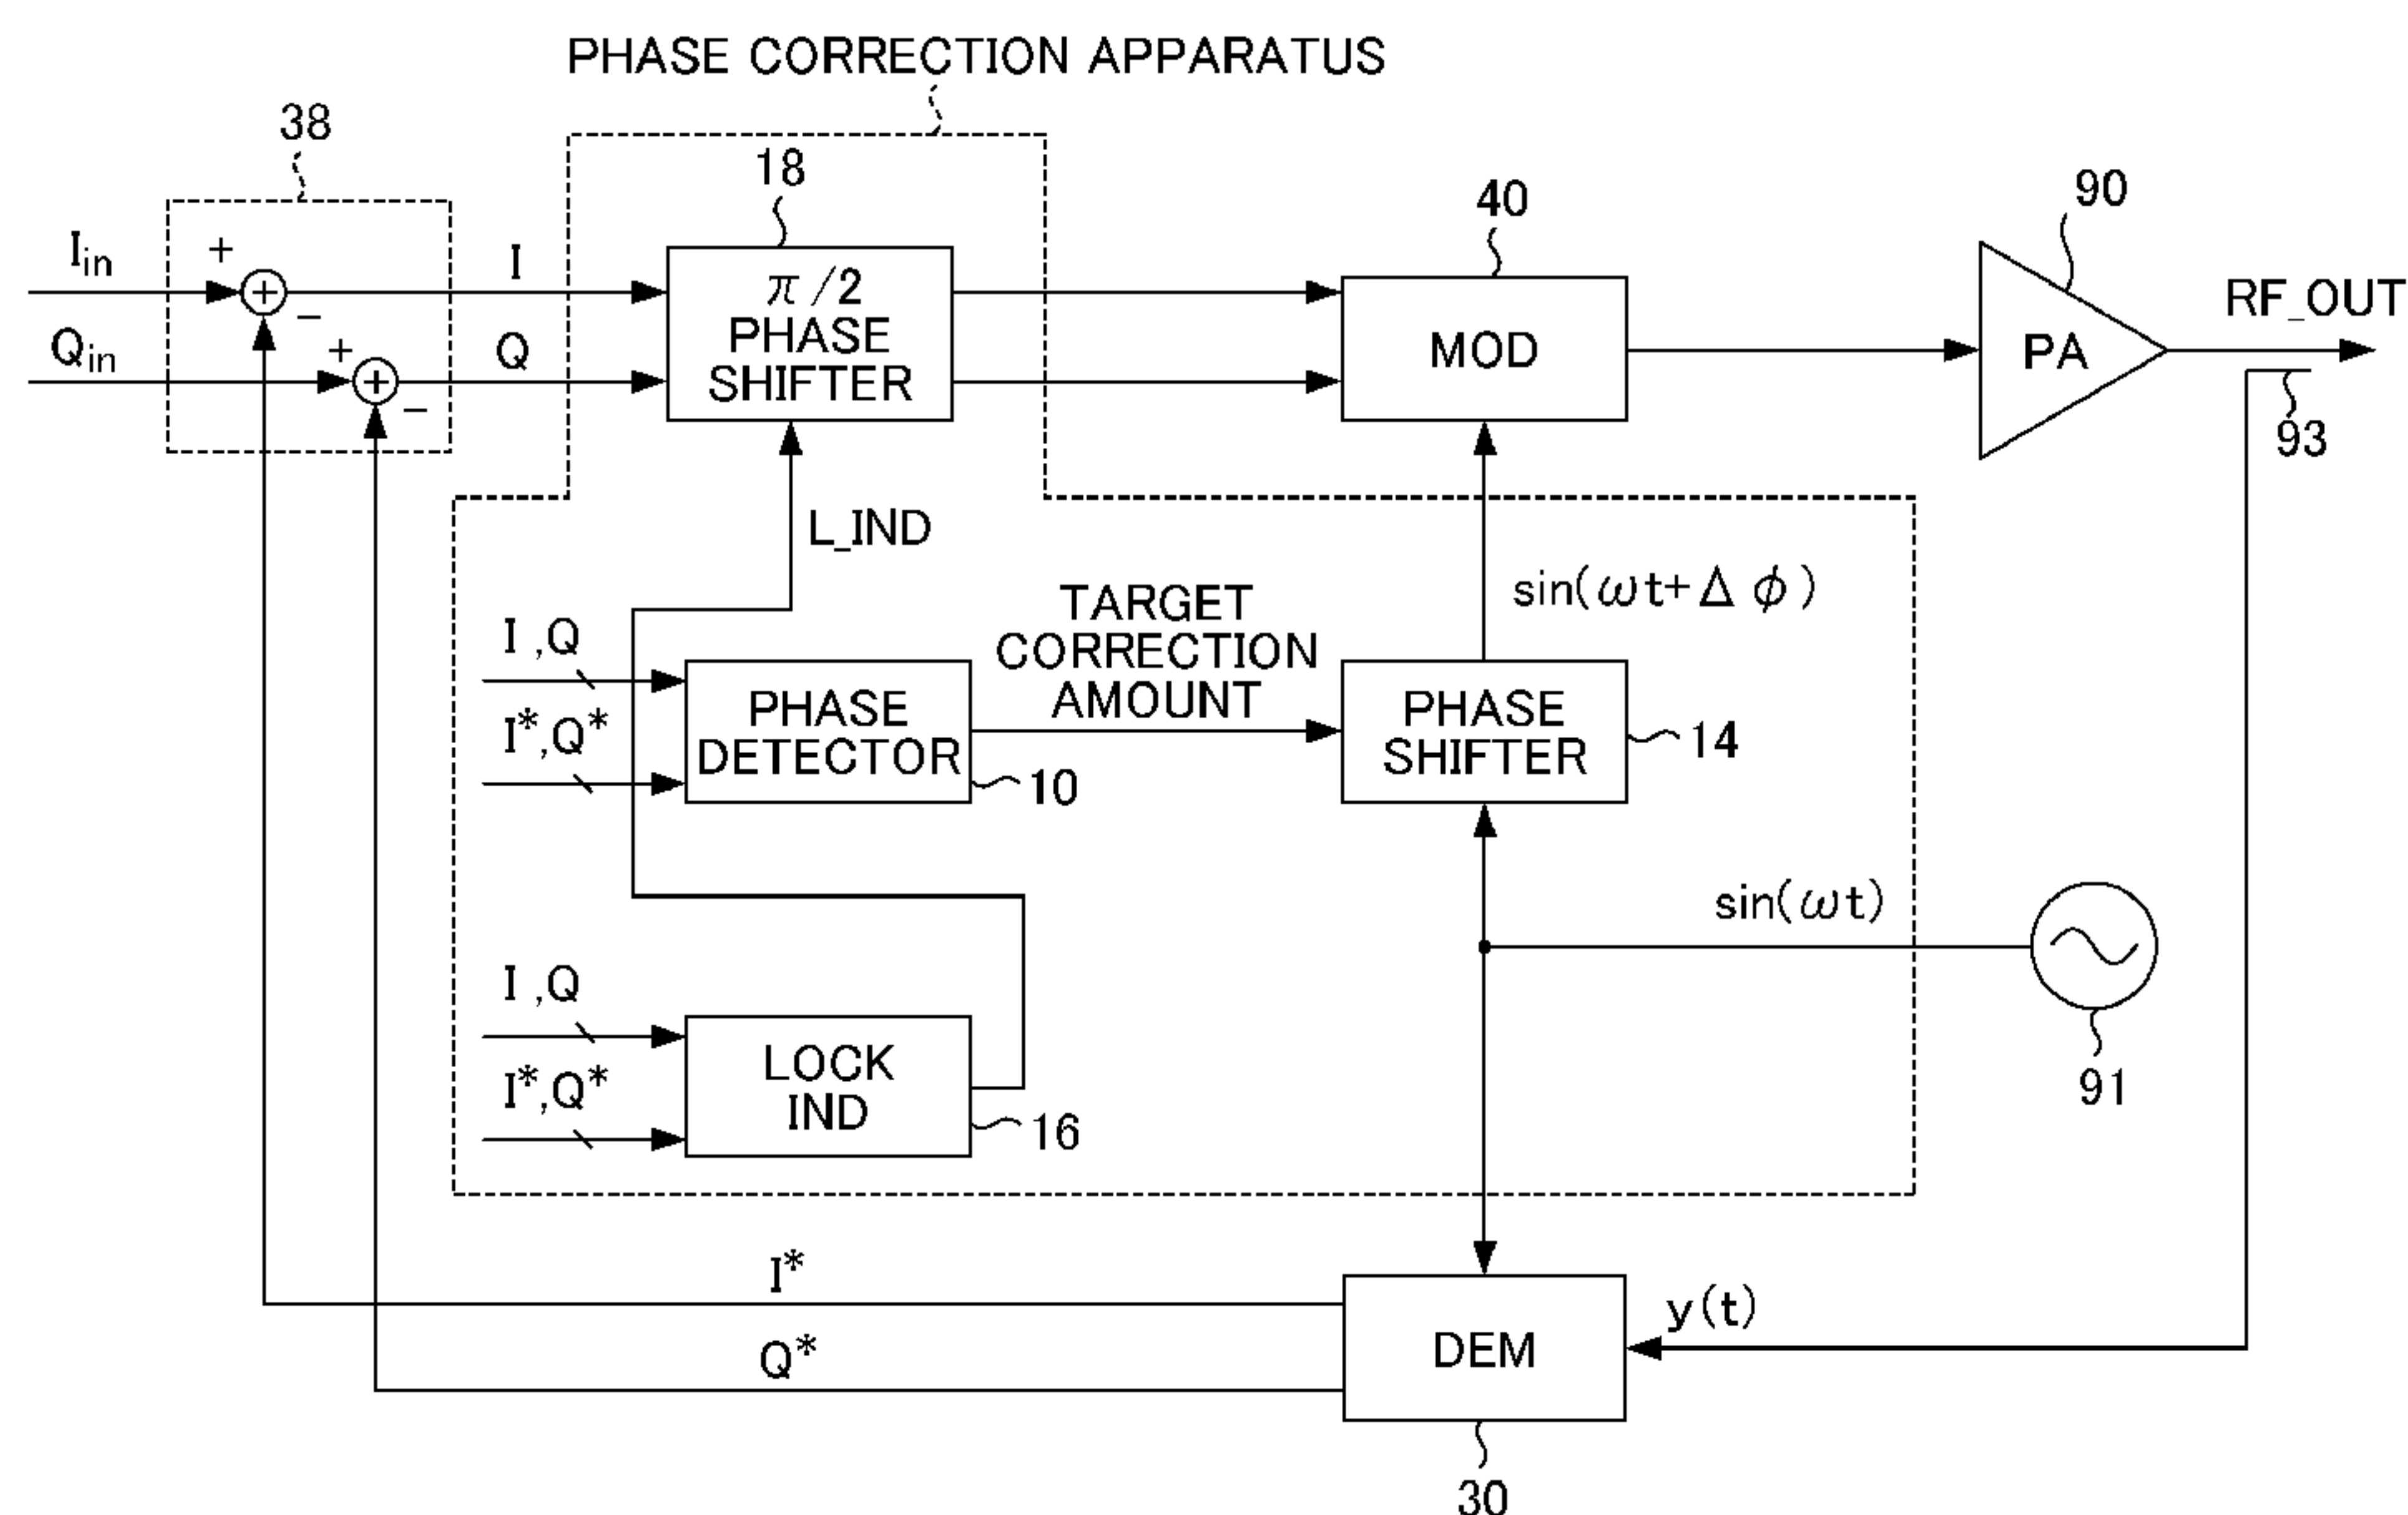 PHASE CORRECTION APPARATUS
38
18
40
90
Iin
+
−
I
π/2
PHASE
SHIFTER
MOD
PA
RF_OUT
Qin
+
−
Q
93
L_IND
sin(ωt+Δφ)
I,Q
I*,Q*
PHASE
DETECTOR
10
TARGET
CORRECTION
AMOUNT
PHASE
SHIFTER
14
sin(ωt)
91
I,Q
I*,Q*
LOCK
IND
16
I*
Q*
DEM
y(t)
30